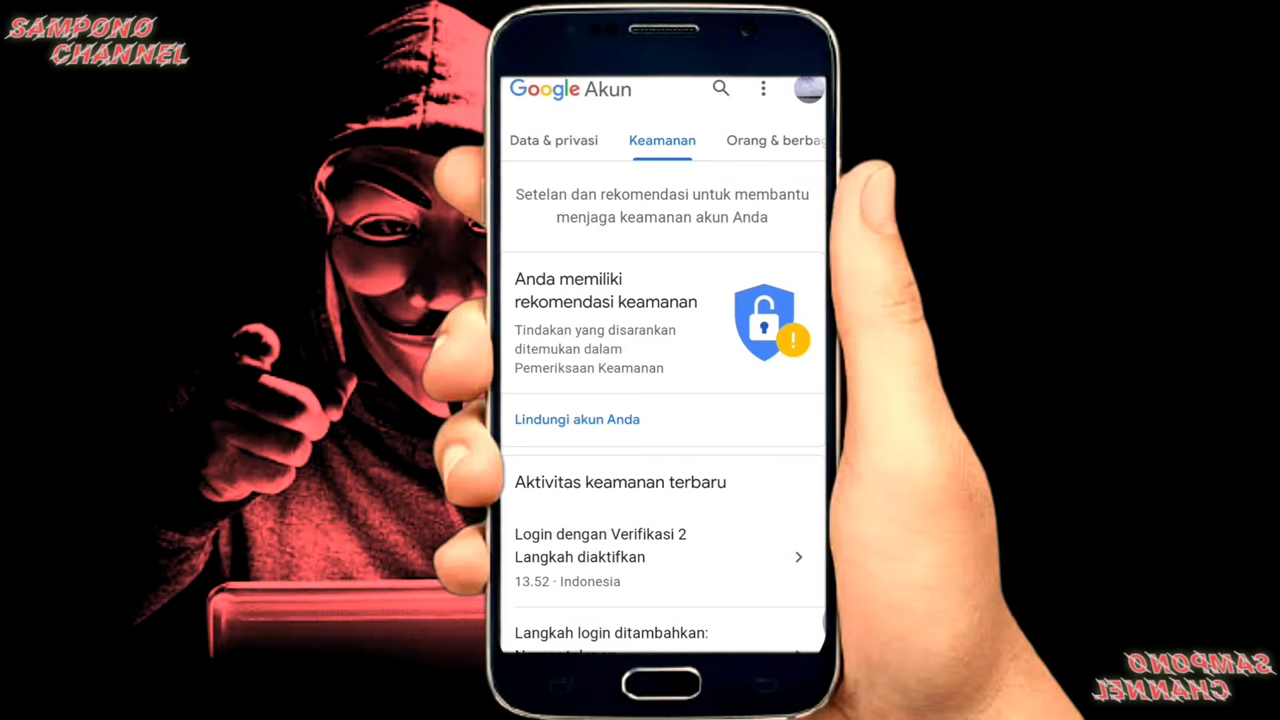 SAMPONO
CHANNEL
Google Akun
Data & privasi
Keamanan
Orang & berbag
Setelan dan rekomendasi untuk membantu
menjaga keamanan akun Anda
Anda memiliki
rekomendasi keamanan
Tindakan yang disarankan
ditemukan dalam
Pemeriksaan Keamanan
Lindungi akun Anda
Aktivitas keamanan terbaru
Login dengan Verifikasi 2
Langkah diaktifkan
13.52 · Indonesia
Langkah login ditambahkan:
SAMPONO
CHANNEL